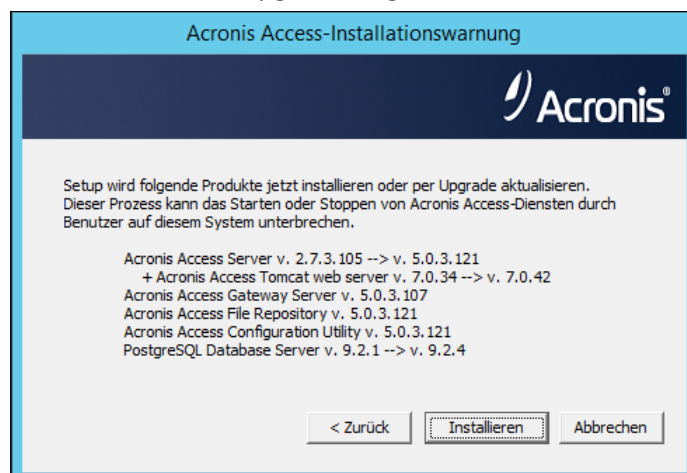 Acronis Access-Installationswarnung
Acronis®
Setup wird folgende Produkte jetzt installieren oder per Upgrade aktualisieren.
Dieser Prozess kann das Starten oder Stoppen von Acronis Access-Diensten durch
Benutzer auf diesem System unterbrechen.
Acronis Access Server v. 2.7.3.105 --> v. 5.0.3.121
+ Acronis Access Tomcat web server v. 7.0.34 --> v. 7.0.42
Acronis Access Gateway Server v. 5.0.3.107
Acronis Access File Repository v. 5.0.3.121
Acronis Access Configuration Utility v. 5.0.3.121
PostgreSQL Database Server v. 9.2.1 --> v. 9.2.4
< Zurück
Installieren
Abbrechen